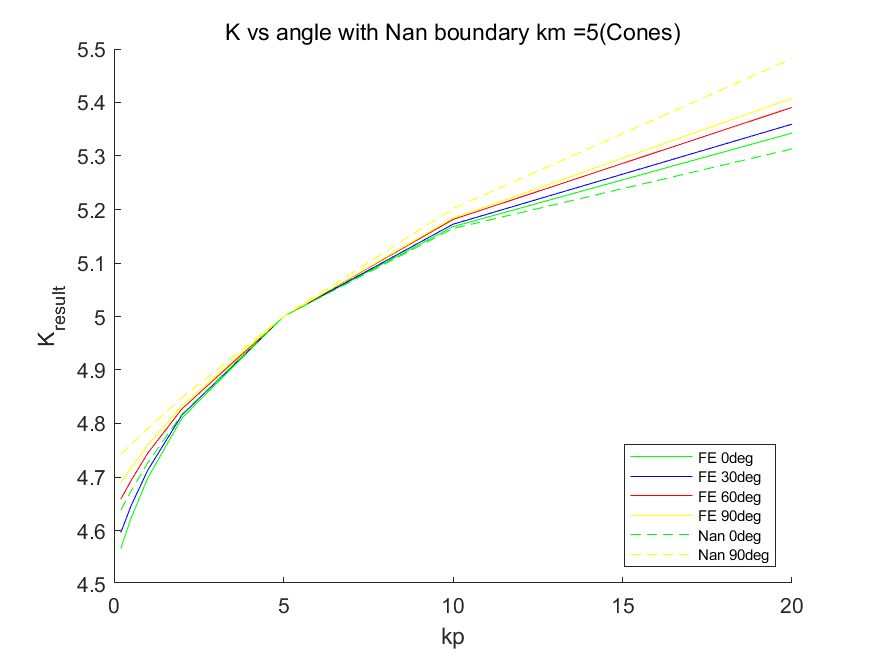 K vs angle with Nan boundary km =5(Cones)
5.5
5.4
5.3
5.2
5.1
5
4.9
4.8
4.7
4.6
4.5
K_result
0
5
10
15
20
kp
FE 0deg
FE 30deg
FE 60deg
FE 90deg
Nan 0deg
Nan 90deg